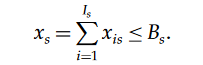 x_s = \sum_{i=1}^{I_s} x_{is} \leq B_s.